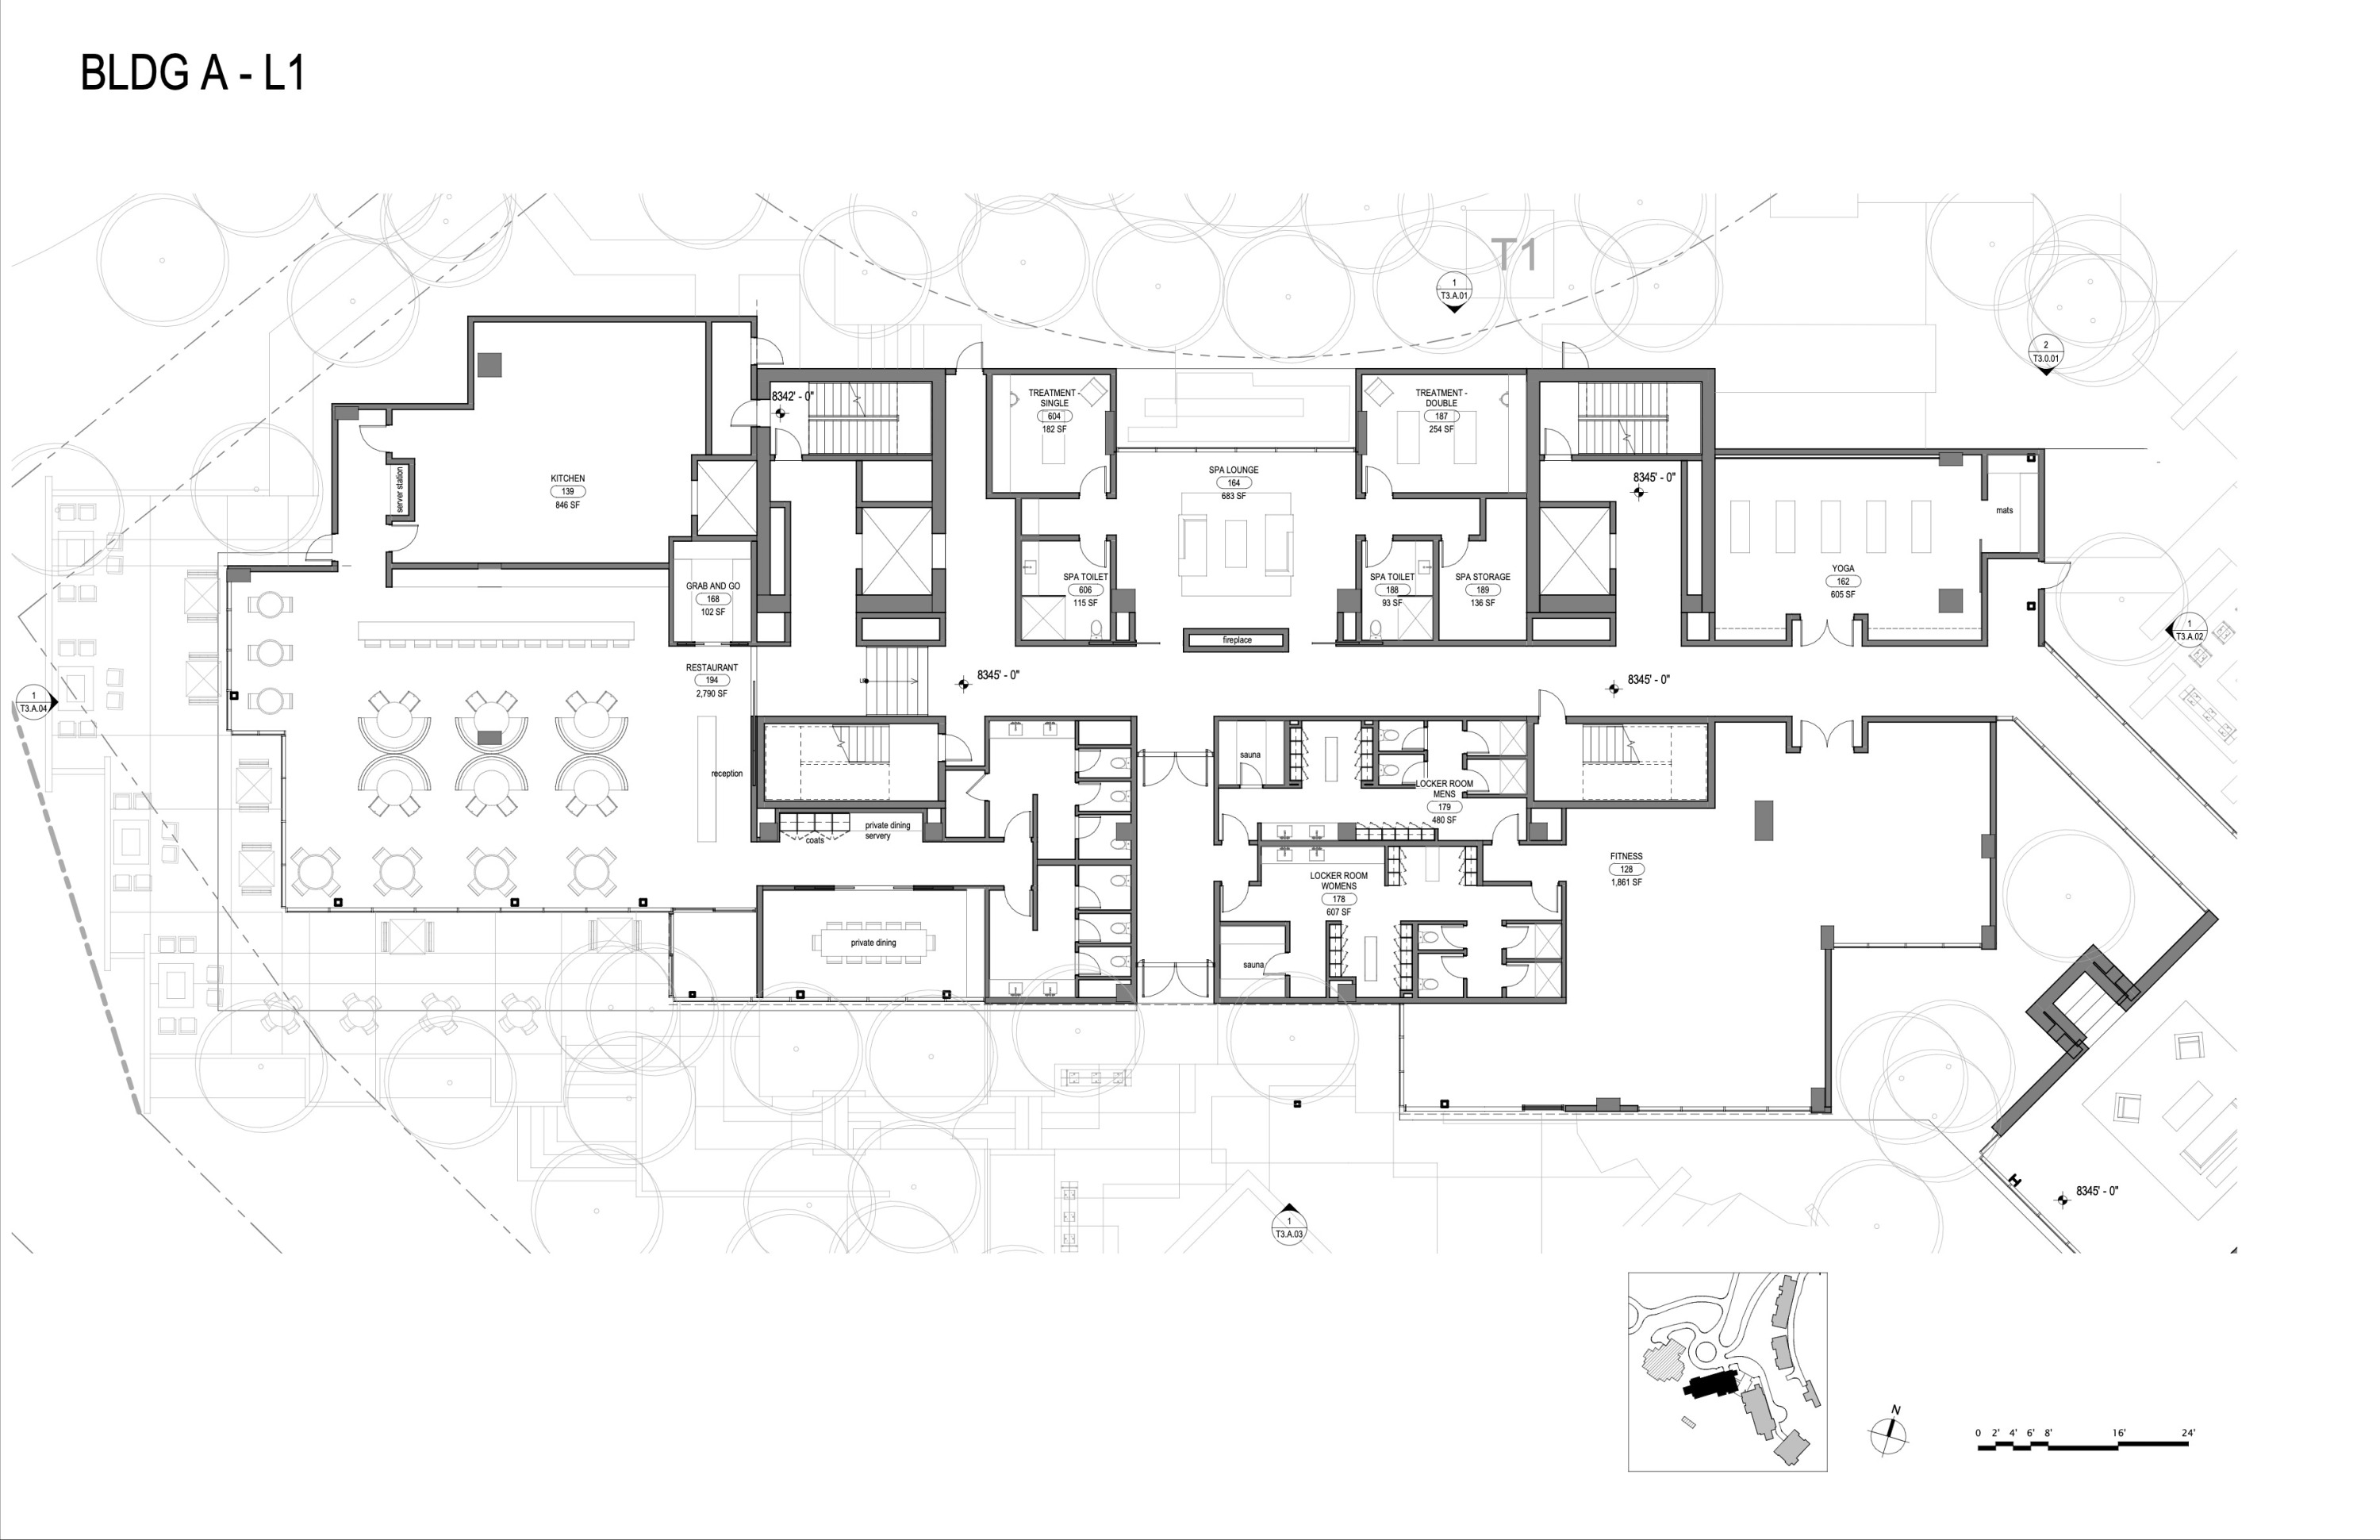 BLDG A - L1
T1
1
T3.A.01
2
T3.0.01
8342' - 0"
TREATMENT -
SINGLE
604
182 SF
TREATMENT -
DOUBLE
187
254 SF
KITCHEN
139
846 SF
server station
SPA LOUNGE
164
683 SF
8345' - 0"
mats
GRAB AND GO
168
102 SF
SPA TOILET
606
115 SF
SPA TOILET
188
93 SF
SPA STORAGE
189
136 SF
YOGA
162
605 SF
fireplace
1
T3.A.02
RESTAURANT
194
2,790 SF
8345' - 0"
8345' - 0"
1
T3.A.04
reception
sauna
LOCKER ROOM
MENS
179
480 SF
coats
private dining
servery
LOCKER ROOM
WOMENS
178
607 SF
FITNESS
128
1,861 SF
private dining
sauna
8345' - 0"
1
T3.A.03
N
0 2' 4' 6' 8' 16' 24'